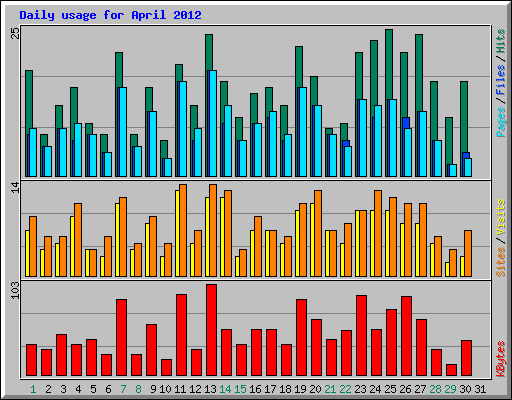 Daily usage for April 2012
25
Pages / Files / Hits
14
Sites / Visits
103
KBytes
1 2 3 4 5 6 7 8 9 10 11 12 13 14 15 16 17 18 19 20 21 22 23 24 25 26 27 28 29 30 31